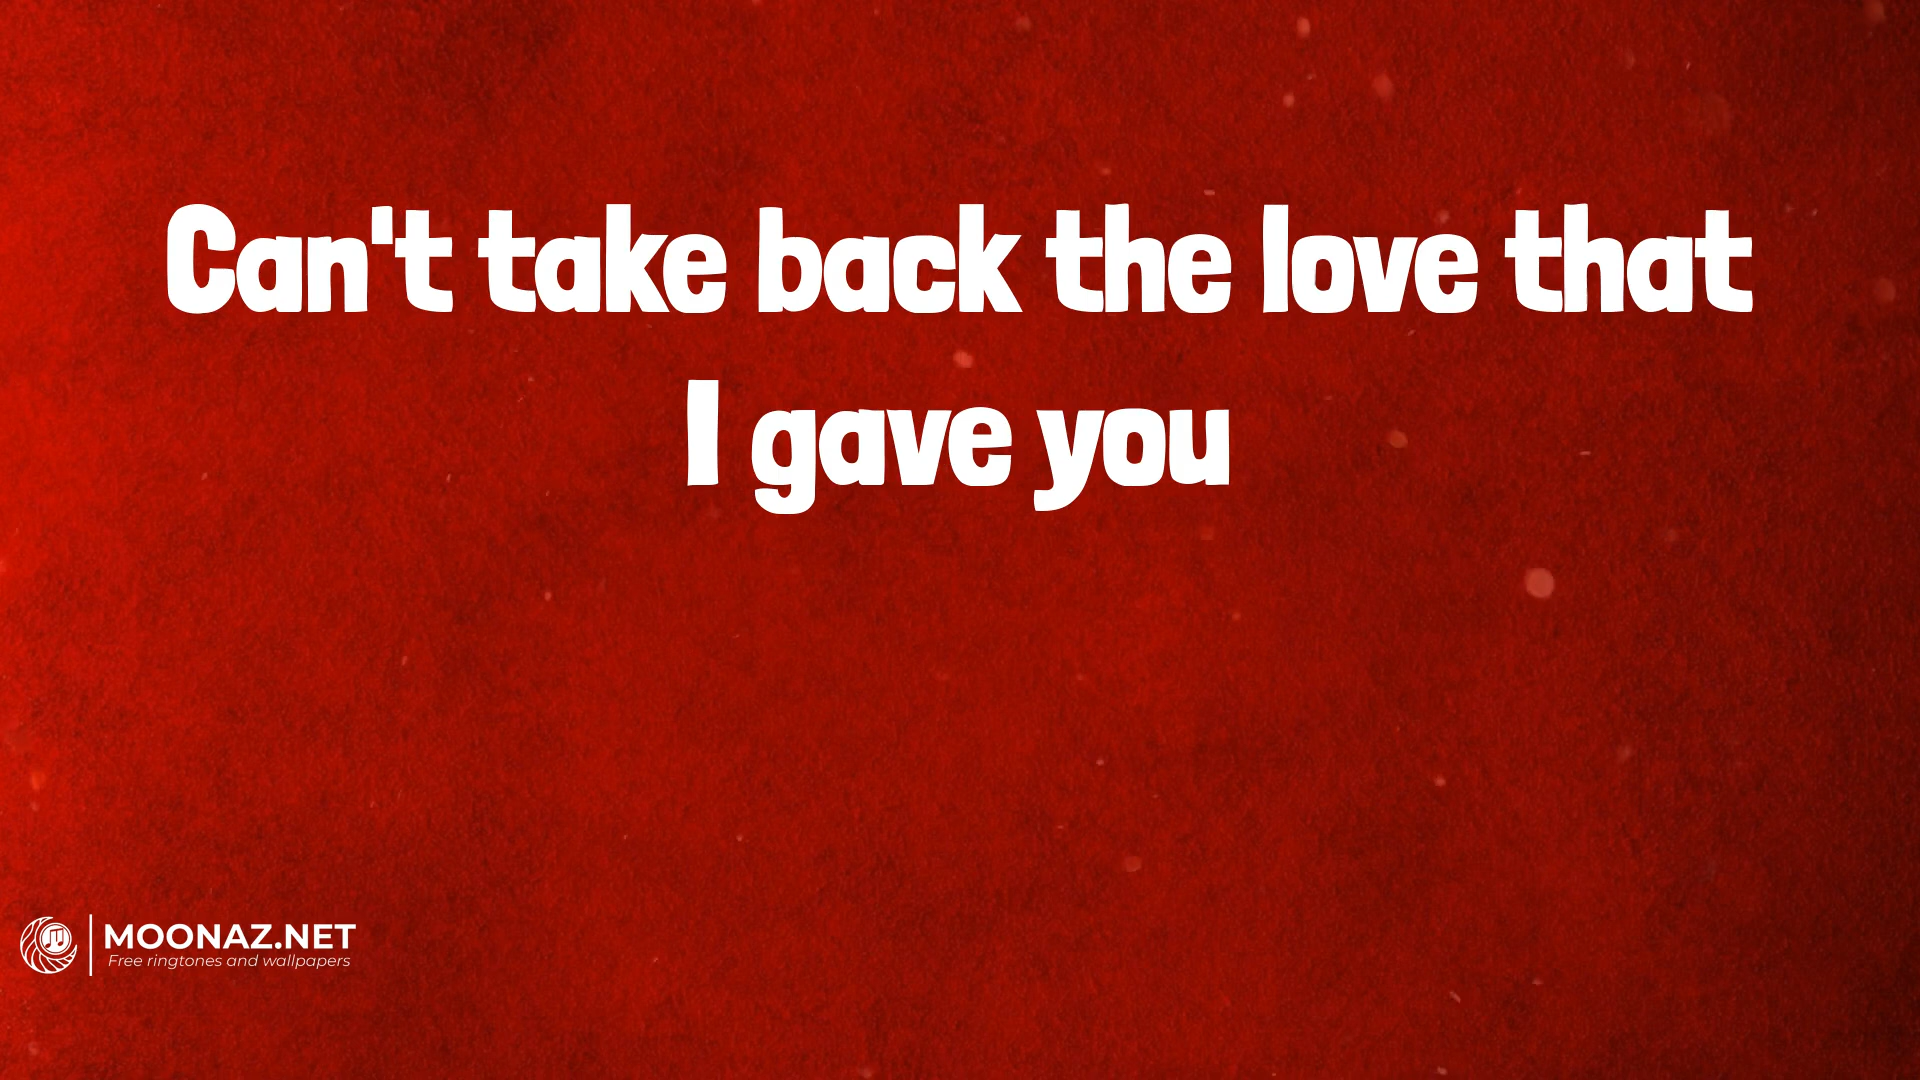 Can't take back the love that
I gave you
MOONAZ.NET
Free ringtones and wallpapers